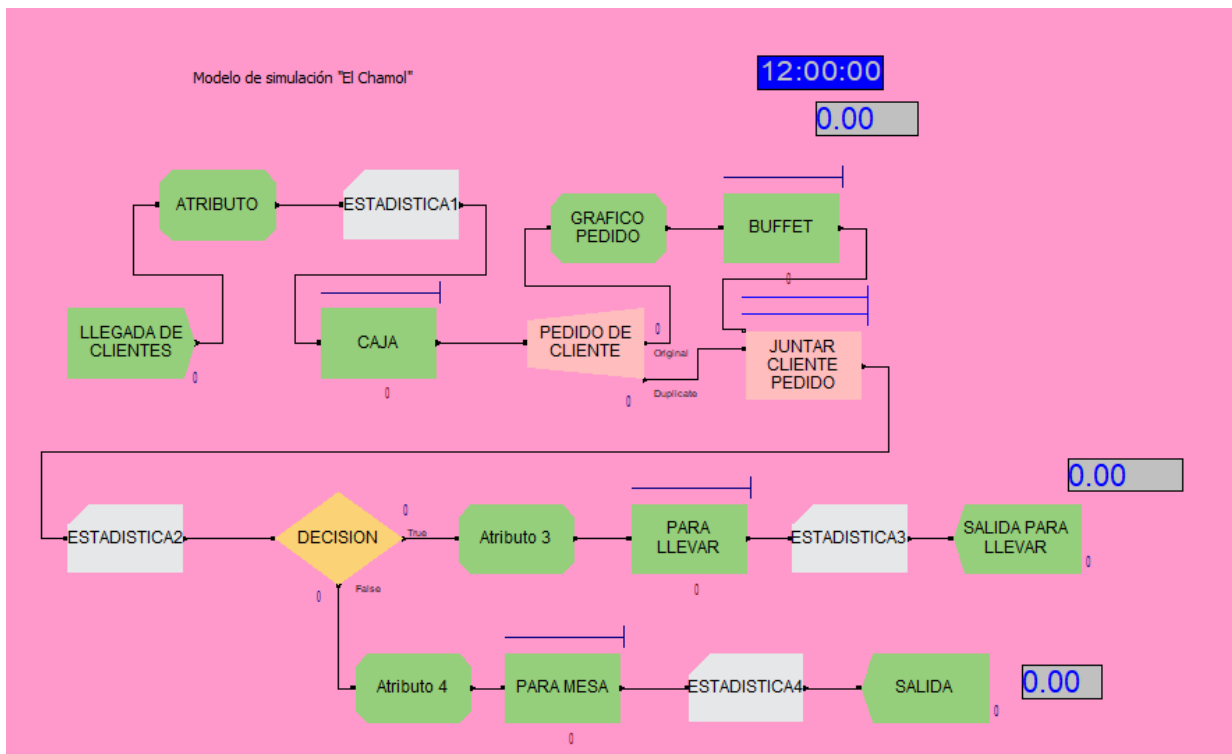 Modelo de simulación "El Chamol"
12:00:00
0.00
ATRIBUTO
ESTADISTICA1
GRAFICO
PEDIDO
BUFFET
0
LLEGADA DE
CLIENTES
0
CAJA
0
PEDIDO DE
CLIENTE
0
Original
0
Duplicate
JUNTAR
CLIENTE
PEDIDO
0.00
ESTADISTICA2
DECISION
0
True
0
False
Atributo 3
PARA
LLEVAR
0
ESTADISTICA3
SALIDA PARA
LLEVAR
0
Atributo 4
PARA MESA
0
ESTADISTICA4
SALIDA
0
0.00